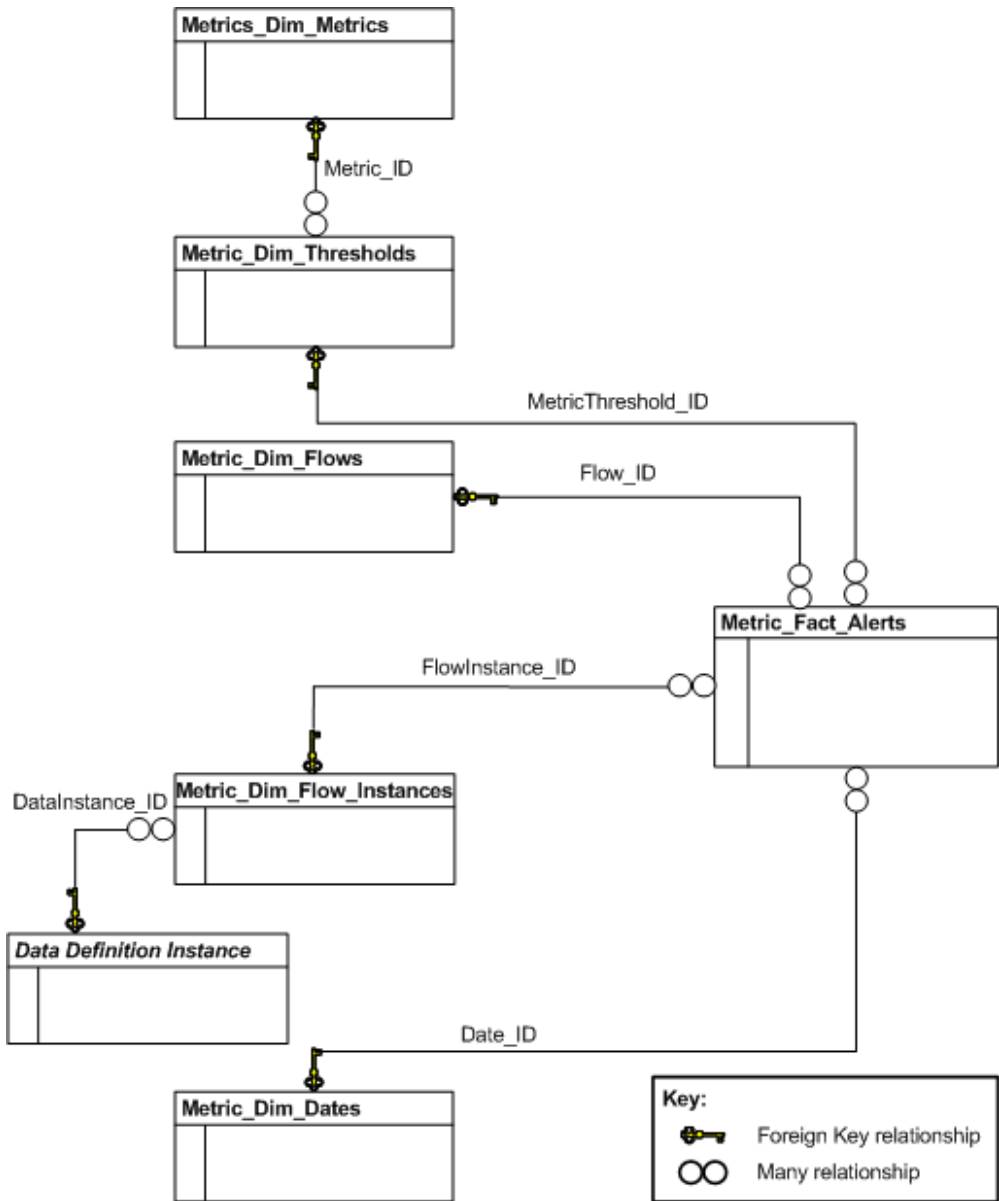 Metrics_Dim_Metrics
Metric_ID
Metric_Dim_Thresholds
MetricThreshold_ID
Metric_Dim_Flows
Flow_ID
Metric_Fact_Alerts
FlowInstance_ID
Metric_Dim_Flow_Instances
DataInstance_ID
Data Definition Instance
Date_ID
Metric_Dim_Dates
Key:
Foreign Key relationship
Many relationship